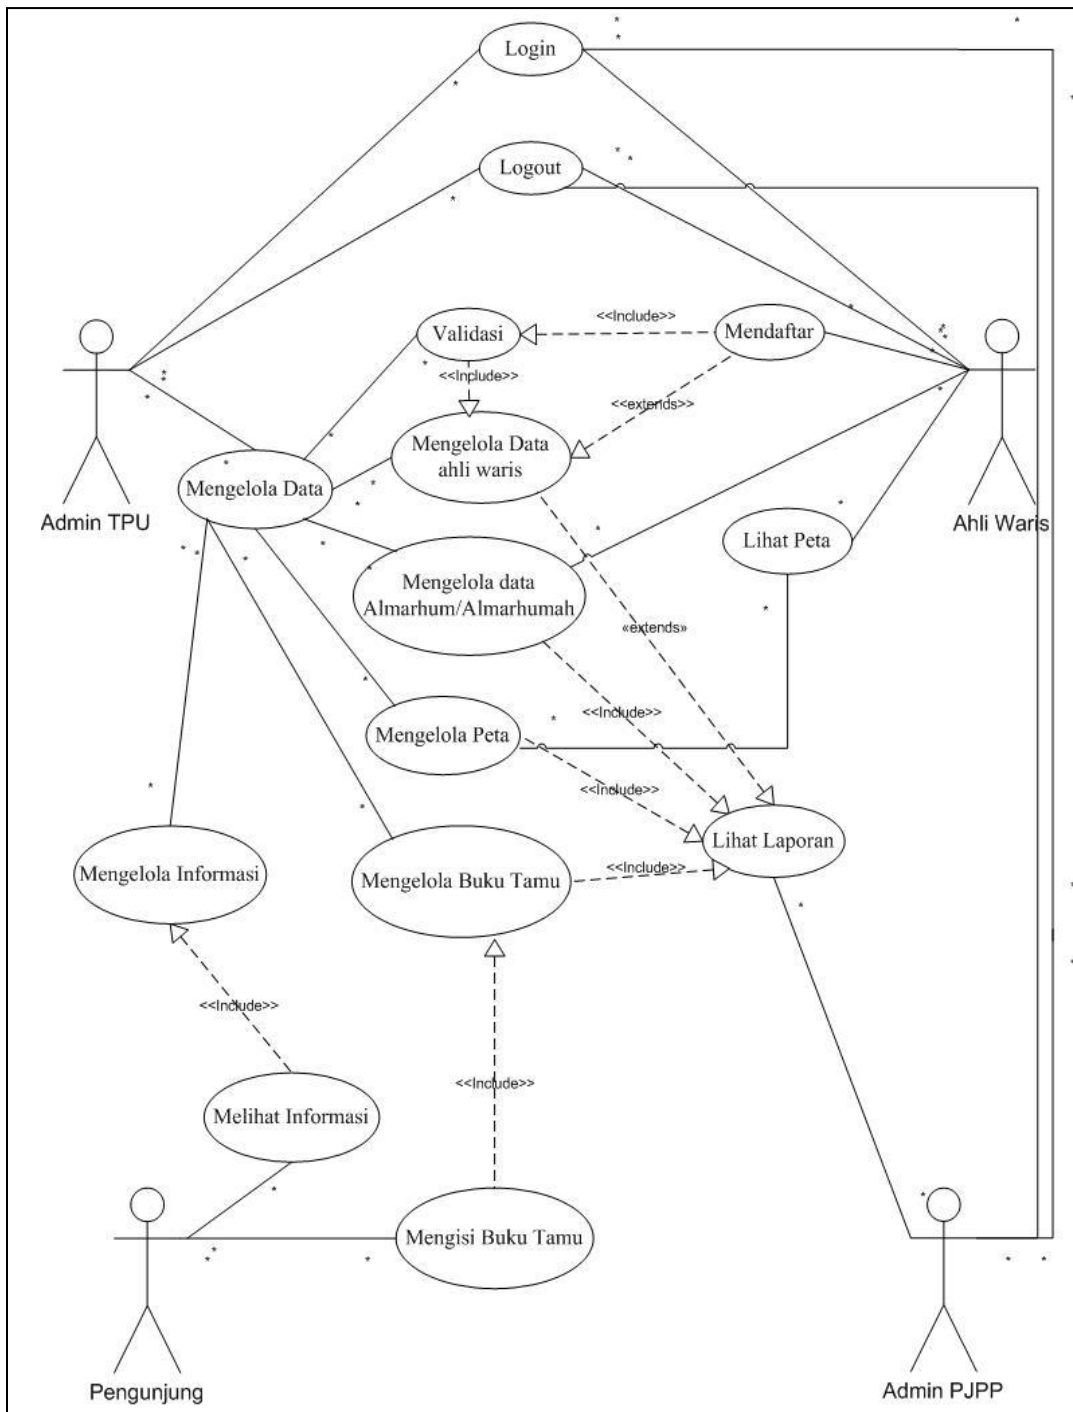 Login
Logout
Validasi
<<Include>>
Mendaftar
<<Include>>
<<extends>>
Mengelola Data
ahli waris
Mengelola Data
Admin TPU
Ahli Waris
Lihat Peta
Mengelola data
Almarhum/Almarhumah
«extends»
<<Include>>
Mengelola Peta
<<Include>>
Lihat Laporan
<<Include>>
Mengelola Informasi
Mengelola Buku Tamu
<<Include>>
<<Include>>
Melihat Informasi
Mengisi Buku Tamu
Pengunjung
Admin PJPP